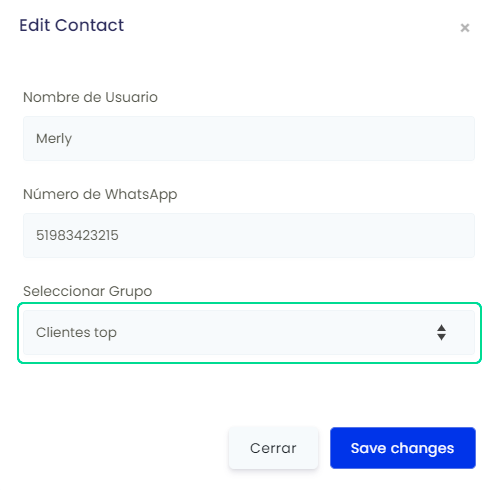 Edit Contact
×
Nombre de Usuario
Merly
Número de WhatsApp
51983423215
Seleccionar Grupo
Clientes top
Cerrar
Save changes